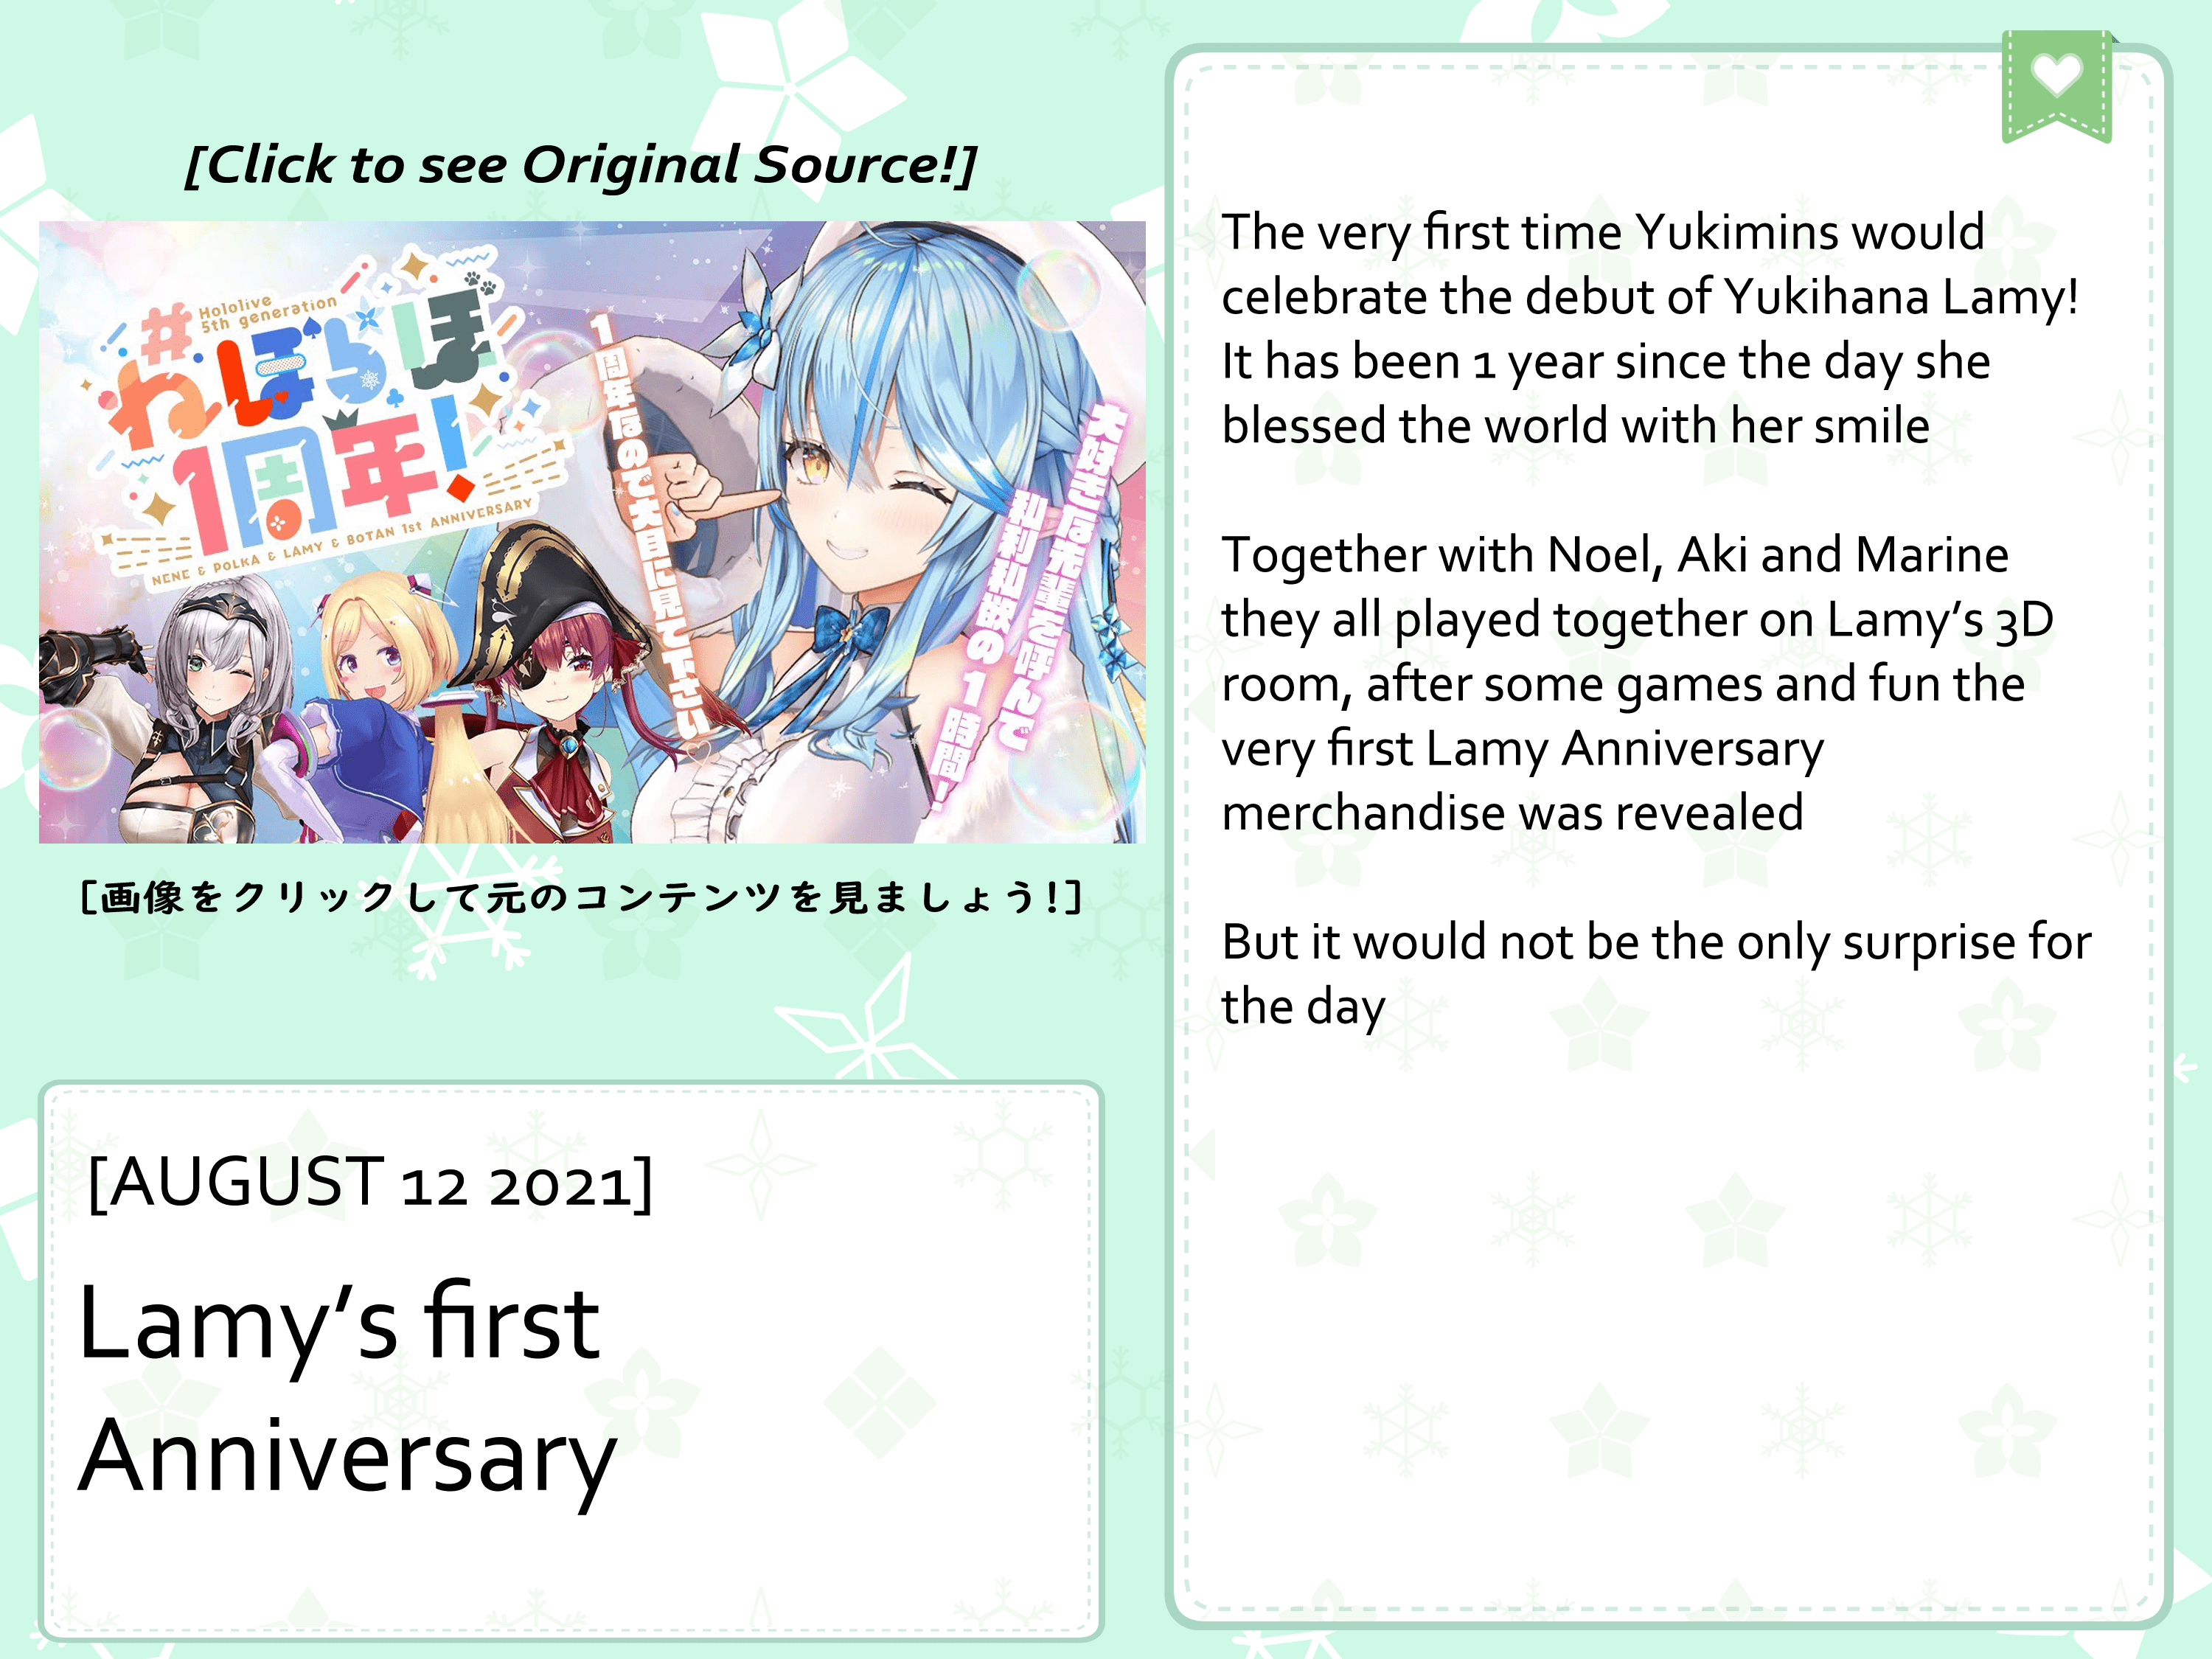 [Click to see Original Source!]
Hololive
5th generation
#ねぽらぼ
1周年!
NENE & POLKA & LAMY & BOTAN 1st ANNIVERSARY
1周年なので大目に見て下さい♡
大好きな先輩を呼んで
私利私欲の1時間!
[画像をクリックして元のコンテンツを見ましょう!]
[AUGUST 12 2021]
Lamy's first
Anniversary
The very first time Yukimins would
celebrate the debut of Yukihana Lamy!
It has been 1 year since the day she
blessed the world with her smile
Together with Noel, Aki and Marine
they all played together on Lamy's 3D
room, after some games and fun the
very first Lamy Anniversary
merchandise was revealed
But it would not be the only surprise for
the day